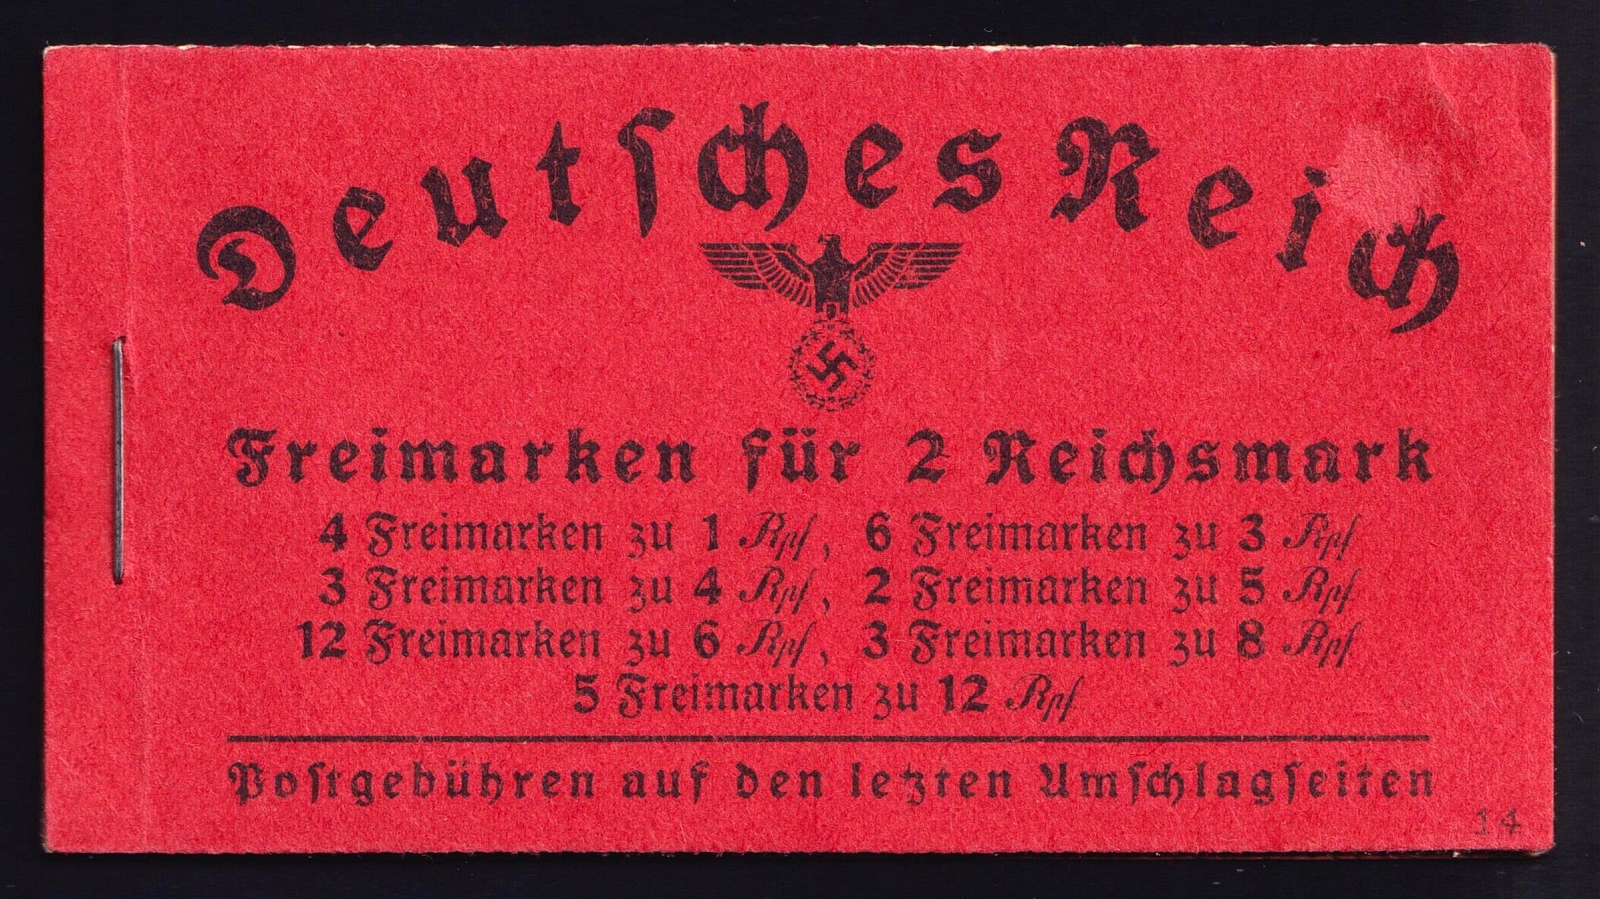 Deutſches Reich
Freimarken für 2 Reichsmark
4 Freimarken zu 1 Rpf, 6 Freimarken zu 3 Rpf
3 Freimarken zu 4 Rpf, 2 Freimarken zu 5 Rpf
12 Freimarken zu 6 Rpf, 3 Freimarken zu 8 Rpf
5 Freimarken zu 12 Rpf
Poſtgebühren auf den letzten Umſchlagſeiten
14